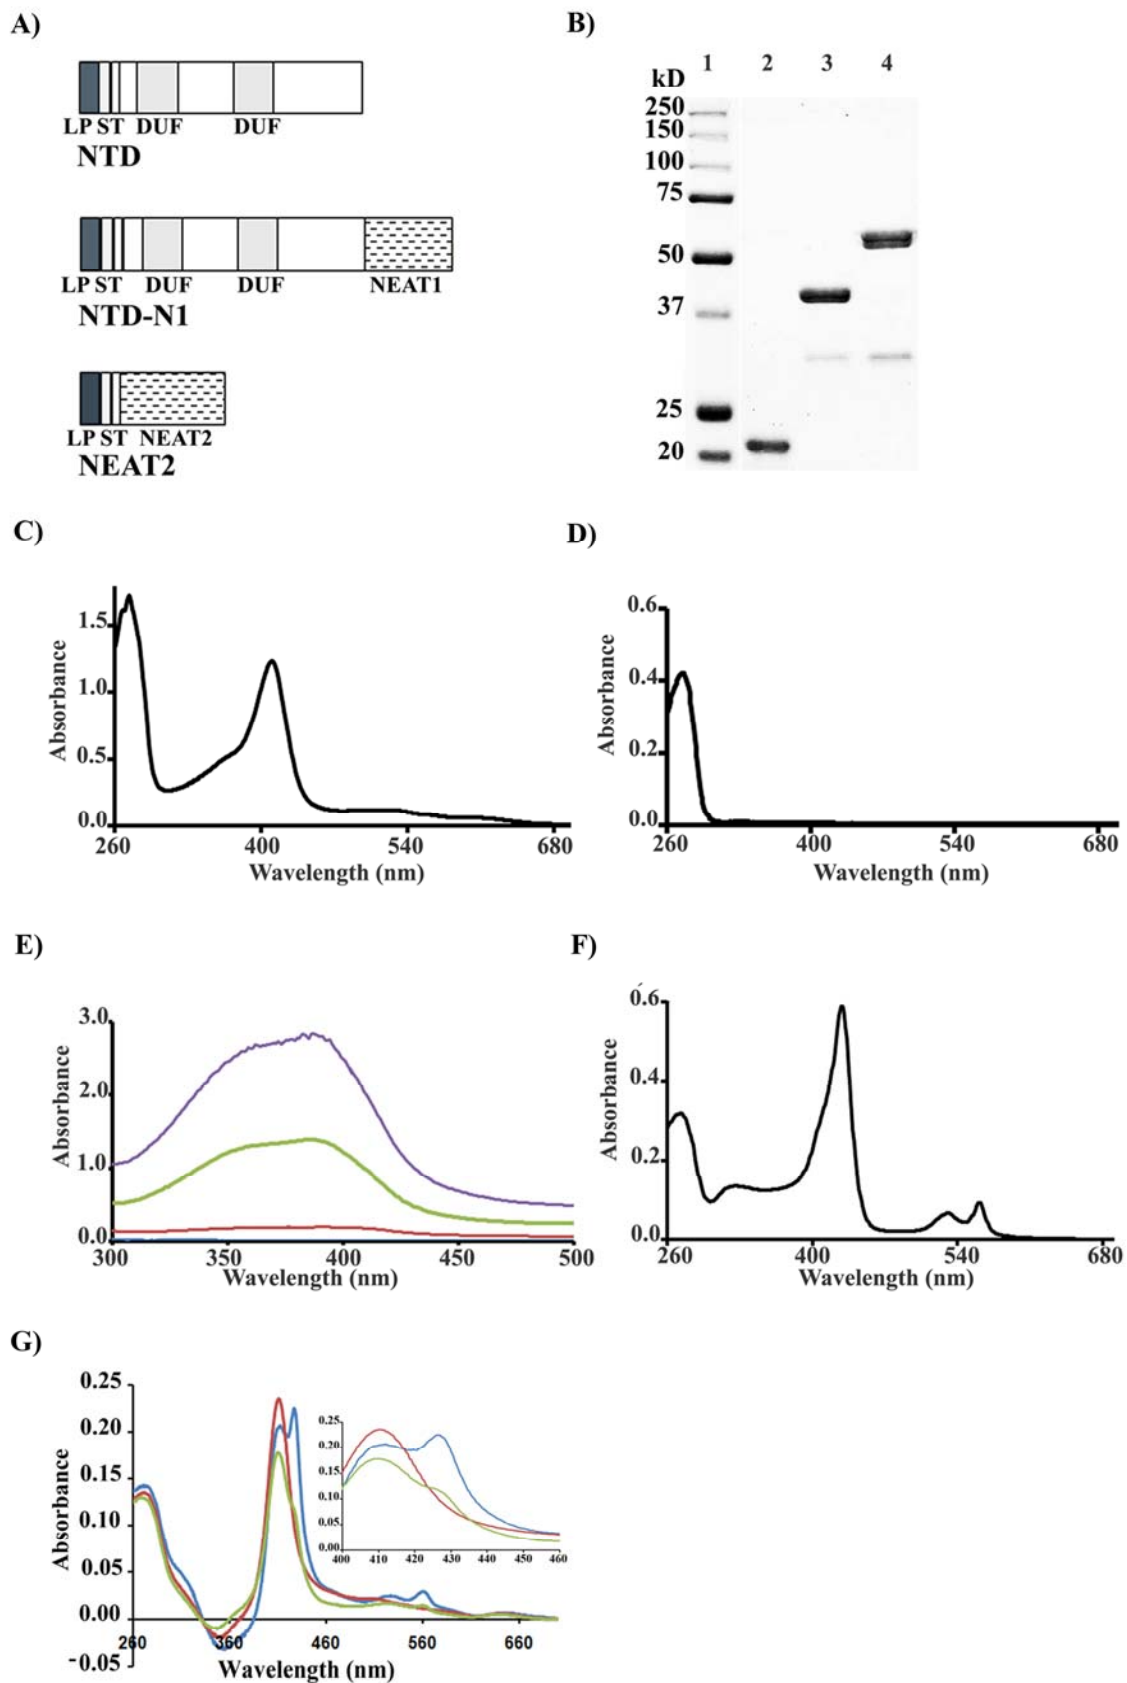 A)
LP ST DUF DUF
NTD
LP ST DUF DUF NEAT1
NTD-N1
LP ST NEAT2
NEAT2
B)
1 2 3 4
kD
250
150
100
75
50
37
25
20
C)
Absorbance
1.5
1.0
0.5
0.0
260 400 540 680
Wavelength (nm)
D)
Absorbance
0.6
0.4
0.2
0.0
260 400 540 680
Wavelength (nm)
E)
Absorbance
3.0
2.0
1.0
0.0
300 350 400 450 500
Wavelength (nm)
F)
Absorbance
0.6
0.4
0.2
0.0
260 400 540 680
Wavelength (nm)
G)
Absorbance
0.25
0.20
0.15
0.10
0.05
0.00
-0.05
260 360 460 560 660
Wavelength (nm)
0.25
0.20
0.15
0.10
0.05
0.00
400 410 420 430 440 450 460